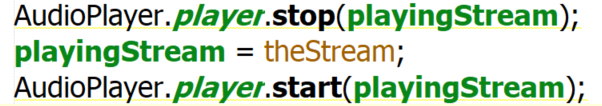 AudioPlayer.player.stop(playingStream);
playingStream = theStream;
AudioPlayer.player.start(playingStream);